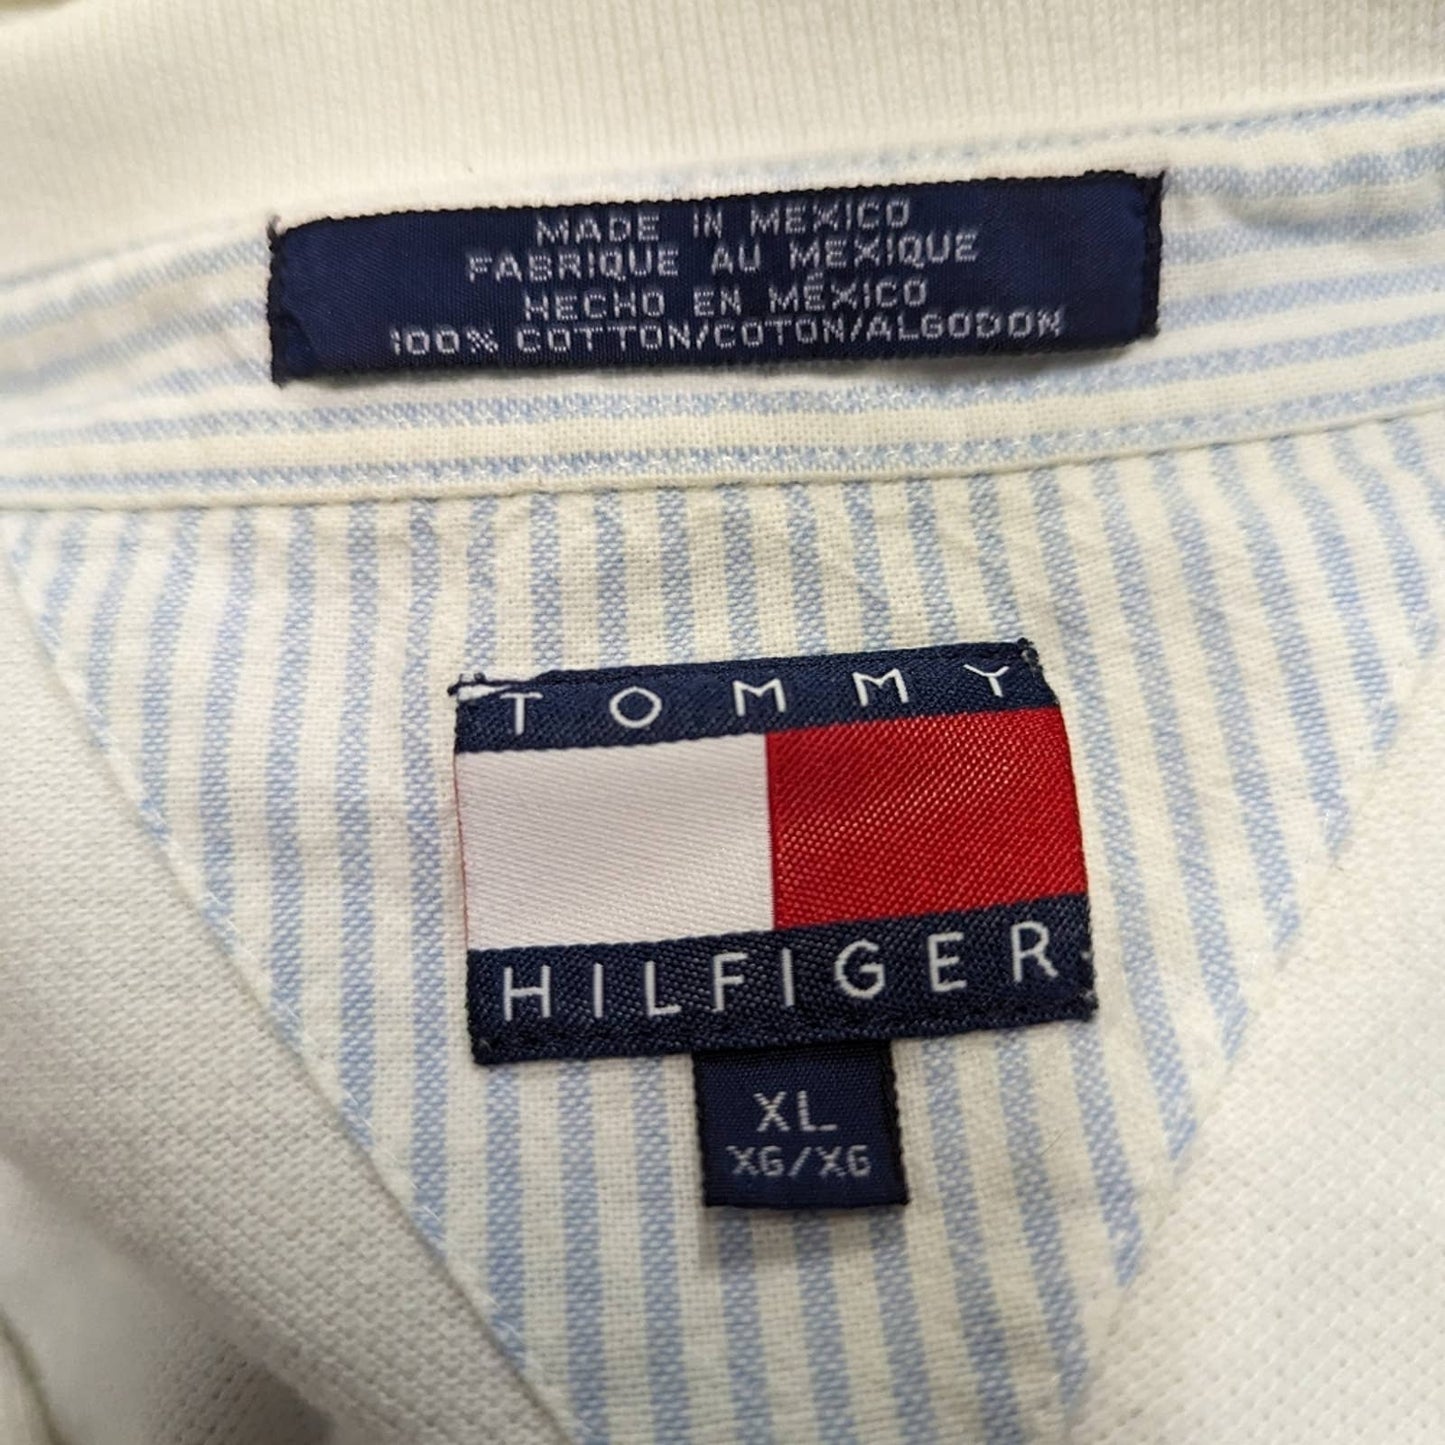 MADE IN MEXICO
FABRIQUE AU MEXIQUE
HECHO EN MÉXICO
100% COTTON/COTON/ALGODON
TOMMY
HILFIGER
XL
XG/XG